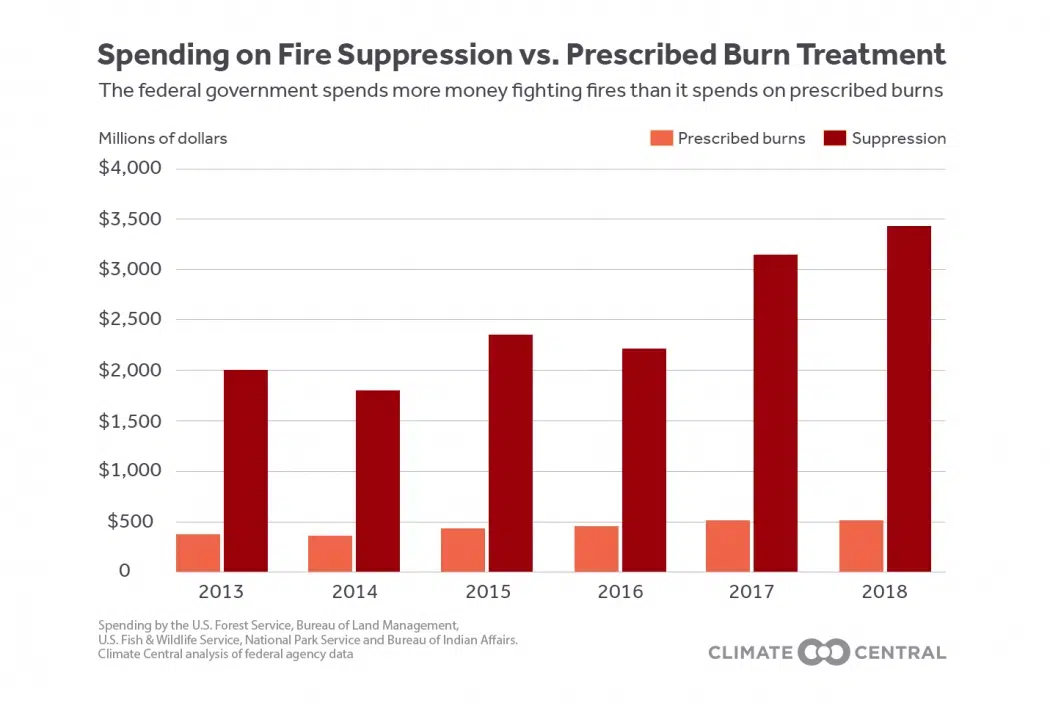 Spending on Fire Suppression vs. Prescribed Burn Treatment
The federal government spends more money fighting fires than it spends on prescribed burns
Millions of dollars
Prescribed burns
Suppression
$4,000
$3,500
$3,000
$2,500
$2,000
$1,500
$1,000
$500
0
2013 2014 2015 2016 2017 2018
Spending by the U.S. Forest Service, Bureau of Land Management,
U.S. Fish & Wildlife Service, National Park Service and Bureau of Indian Affairs.
Climate Central analysis of federal agency data
CLIMATE CENTRAL